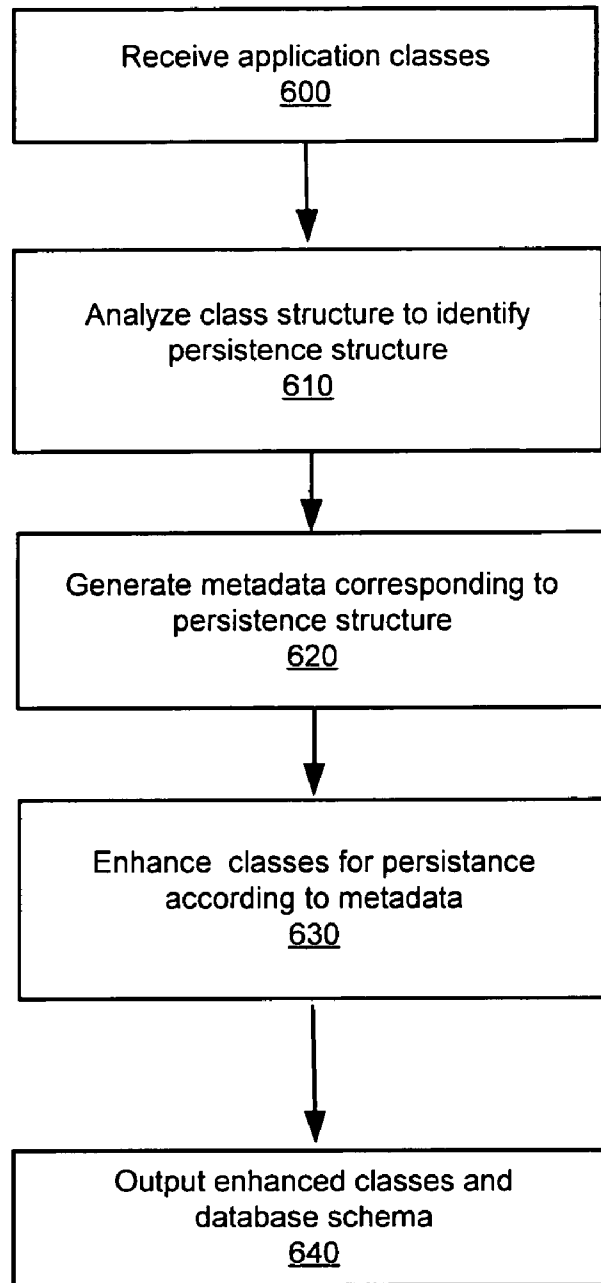 Receive application classes
600
Analyze class structure to identify
persistence structure
610
Generate metadata corresponding to
persistence structure
620
Enhance classes for persistance
according to metadata
630
Output enhanced classes and
database schema
640